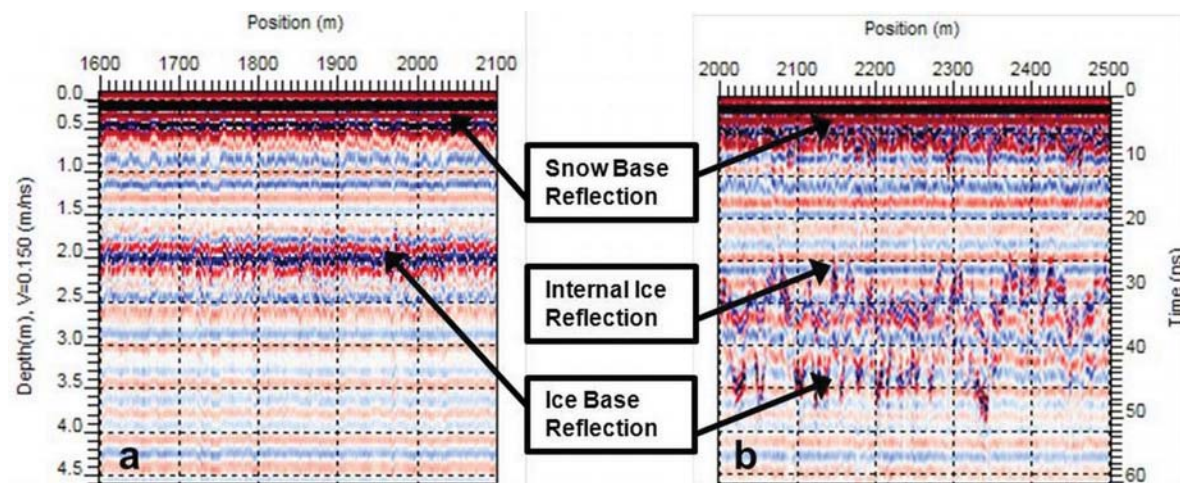 Position (m)
1600 1700 1800 1900 2000 2100
Depth(m), V=0.150 (m/ns)
0.0
0.5
1.0
1.5
2.0
2.5
3.0
3.5
4.0
4.5
a
Snow Base
Reflection
Internal Ice
Reflection
Ice Base
Reflection
Position (m)
2000 2100 2200 2300 2400 2500
0
10
20
30
40
50
60
Time (ns)
b